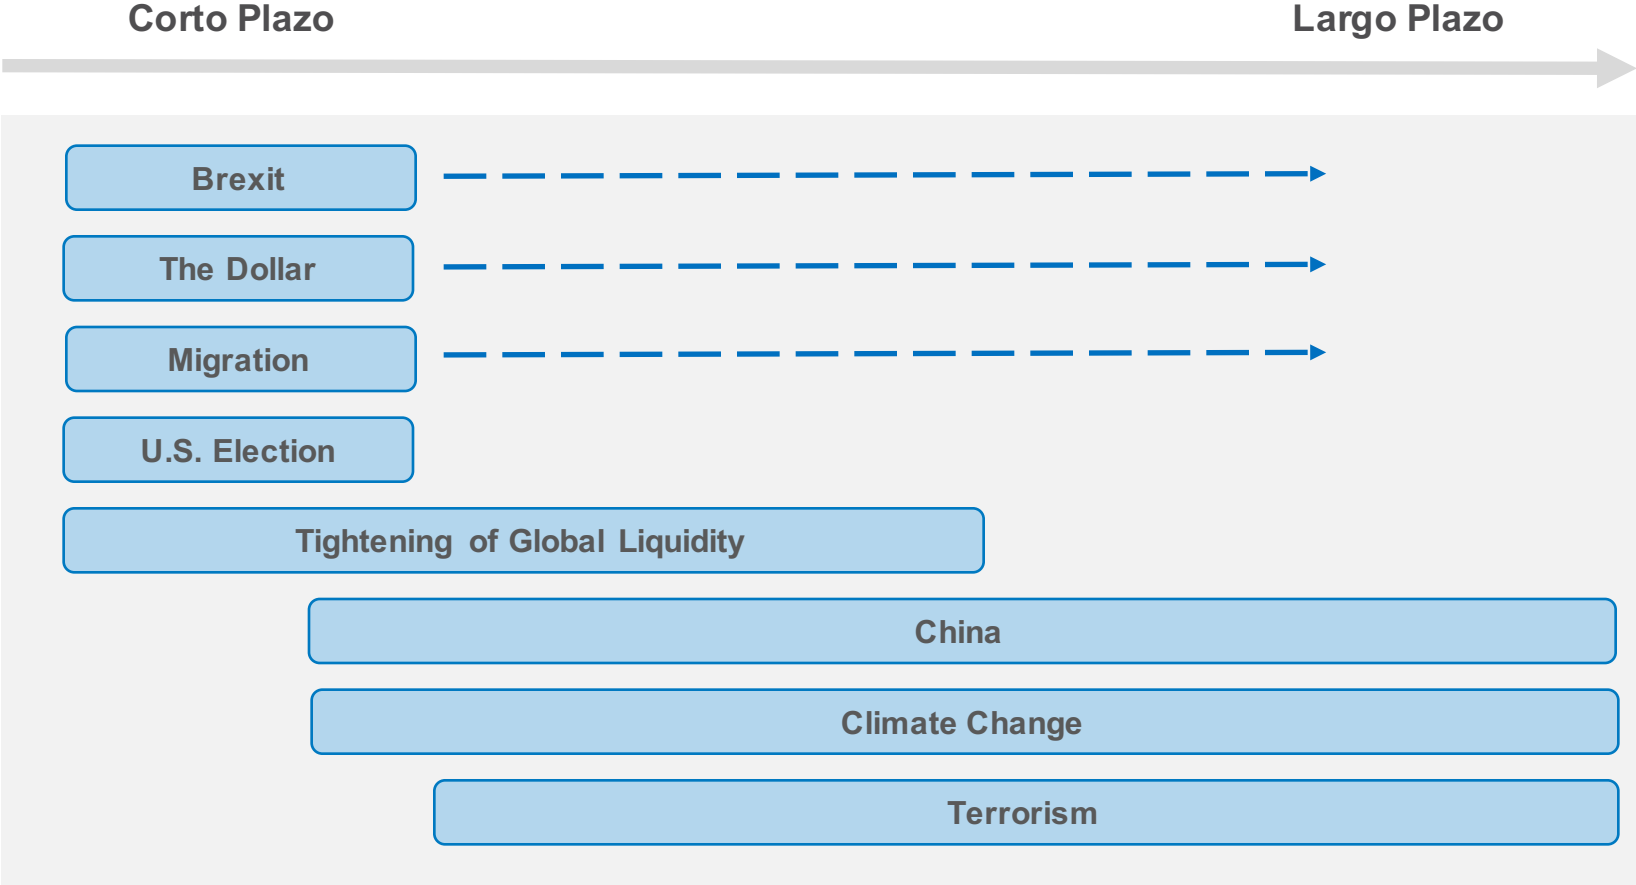 Corto Plazo
Largo Plazo
Brexit
The Dollar
Migration
U.S. Election
Tightening of Global Liquidity
China
Climate Change
Terrorism